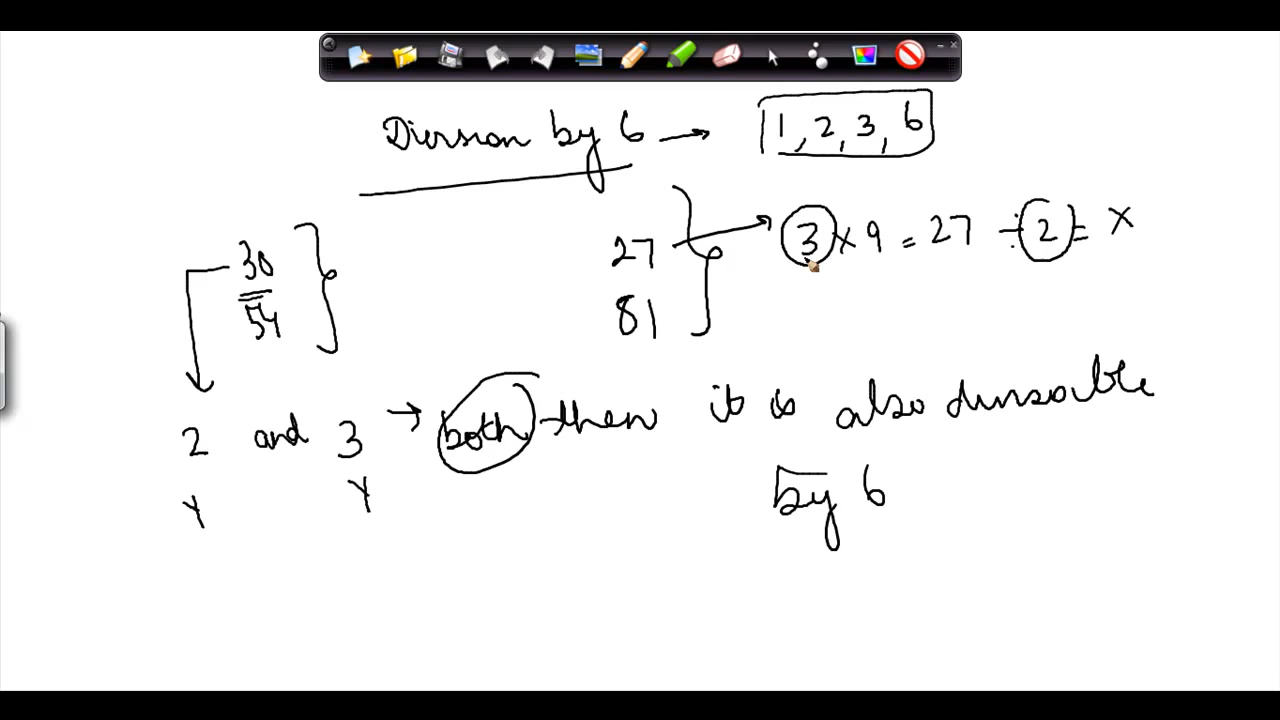 Division by 6 → 1, 2, 3, 6
30
54
27 → 3 × 9 = 27 ÷ 2 = X
81
2 and 3 → both then it is also divisible
by 6
Y Y